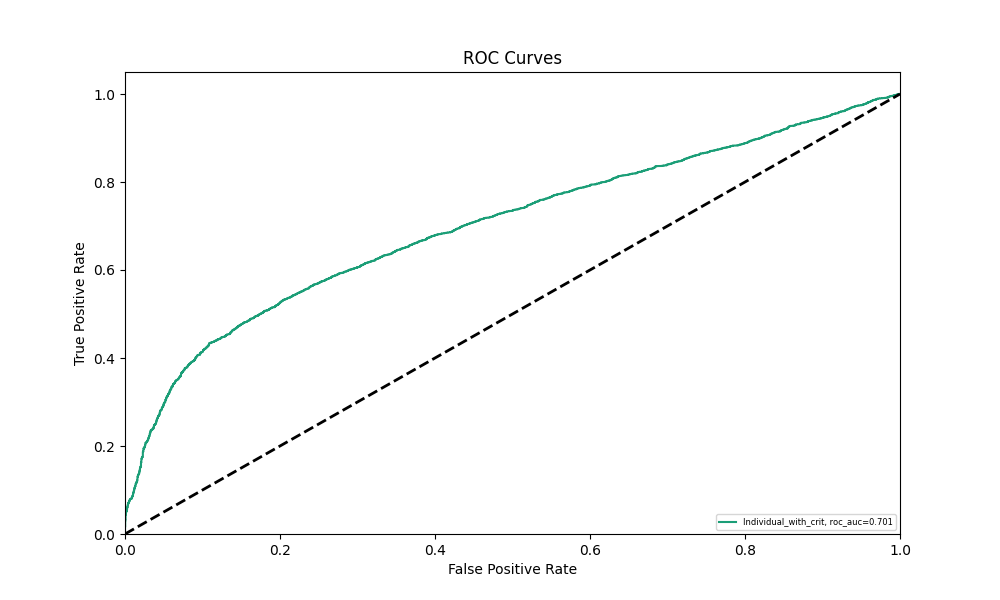 ROC Curves
True Positive Rate
1.0
0.8
0.6
0.4
0.2
0.0
Individual_with_crit, roc_auc=0.701
0.0 0.2 0.4 0.6 0.8 1.0
False Positive Rate